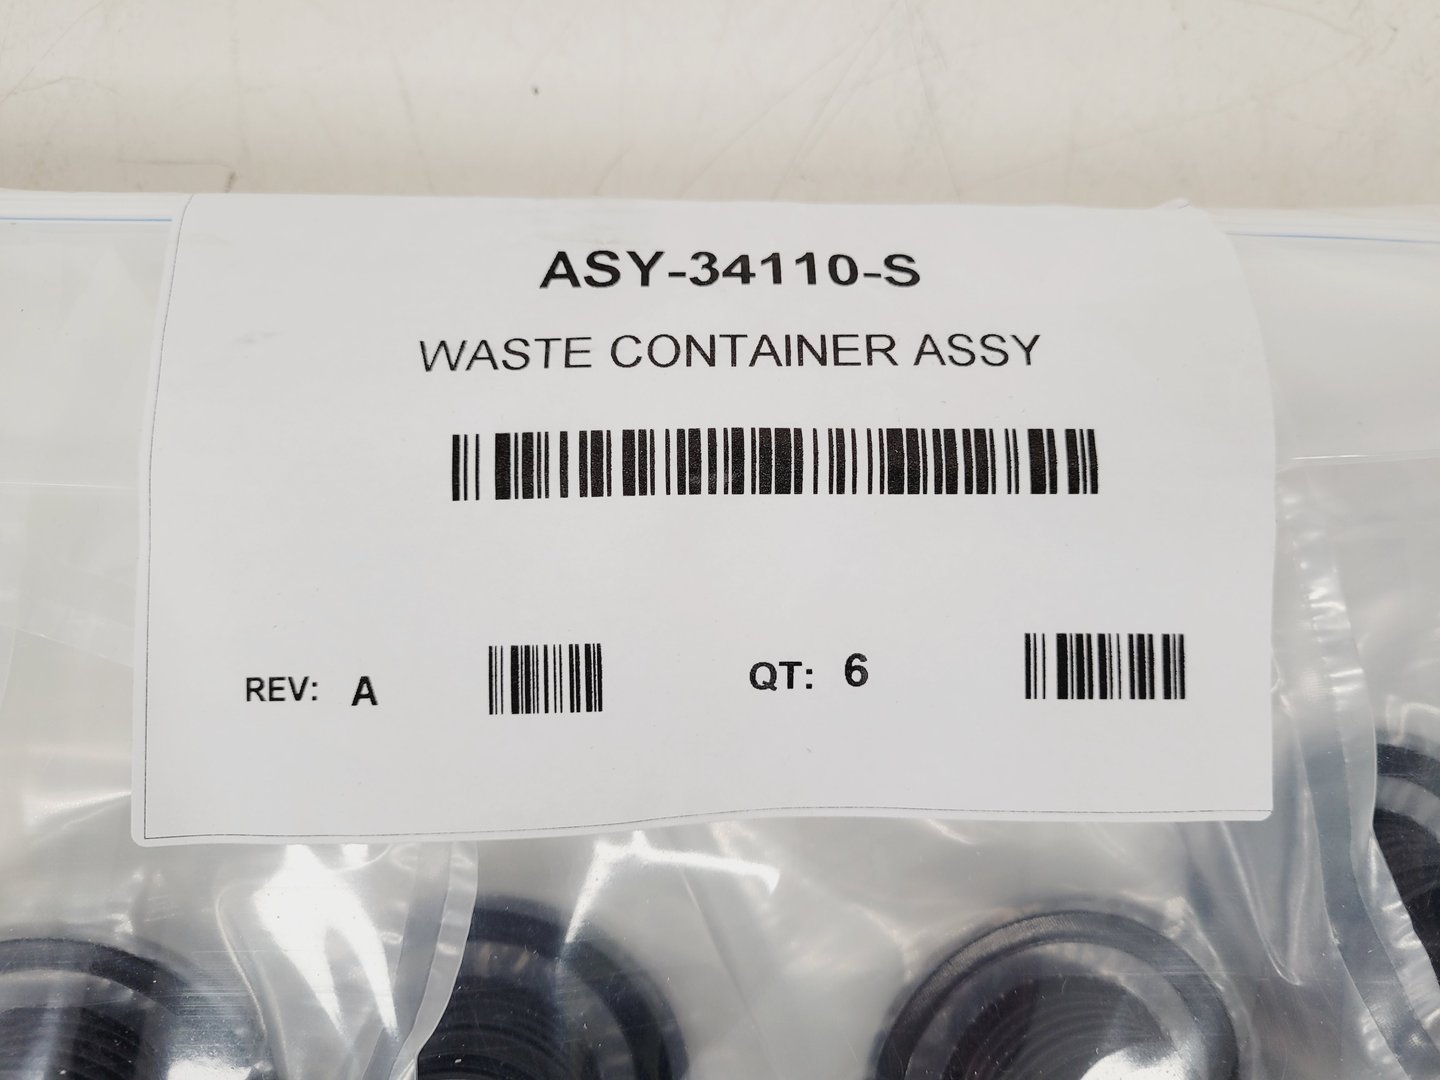 ASY-34110-S
WASTE CONTAINER ASSY
REV: A QT: 6